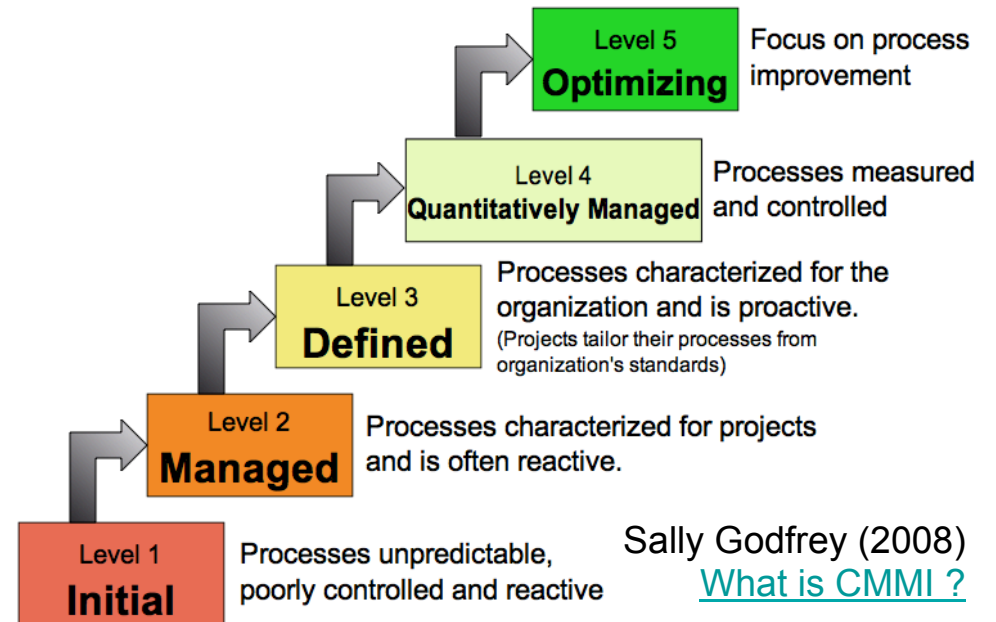 Level 5
Optimizing
Focus on process
improvement
Level 4
Quantitatively Managed
Processes measured
and controlled
Level 3
Defined
Processes characterized for the
organization and is proactive.
(Projects tailor their processes from
organization's standards)
Level 2
Managed
Processes characterized for projects
and is often reactive.
Level 1
Initial
Processes unpredictable,
poorly controlled and reactive
Sally Godfrey (2008)
What is CMMI ?